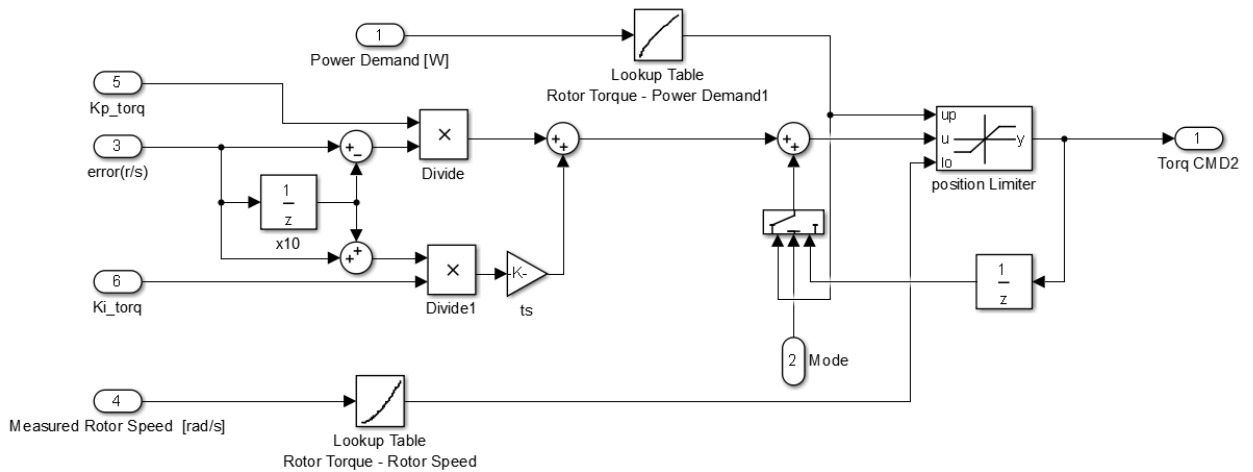 1
Power Demand [W]
Lookup Table
Rotor Torque - Power Demand1
5
Kp_torq
3
error(r/s)
+
-
×
Divide
+
+
+
+
up
u
lo
y
position Limiter
1
Torq CMD2
1
z
x10
+
+
6
Ki_torq
×
Divide1
-K-
ts
1
z
2
Mode
4
Measured Rotor Speed [rad/s]
Lookup Table
Rotor Torque - Rotor Speed